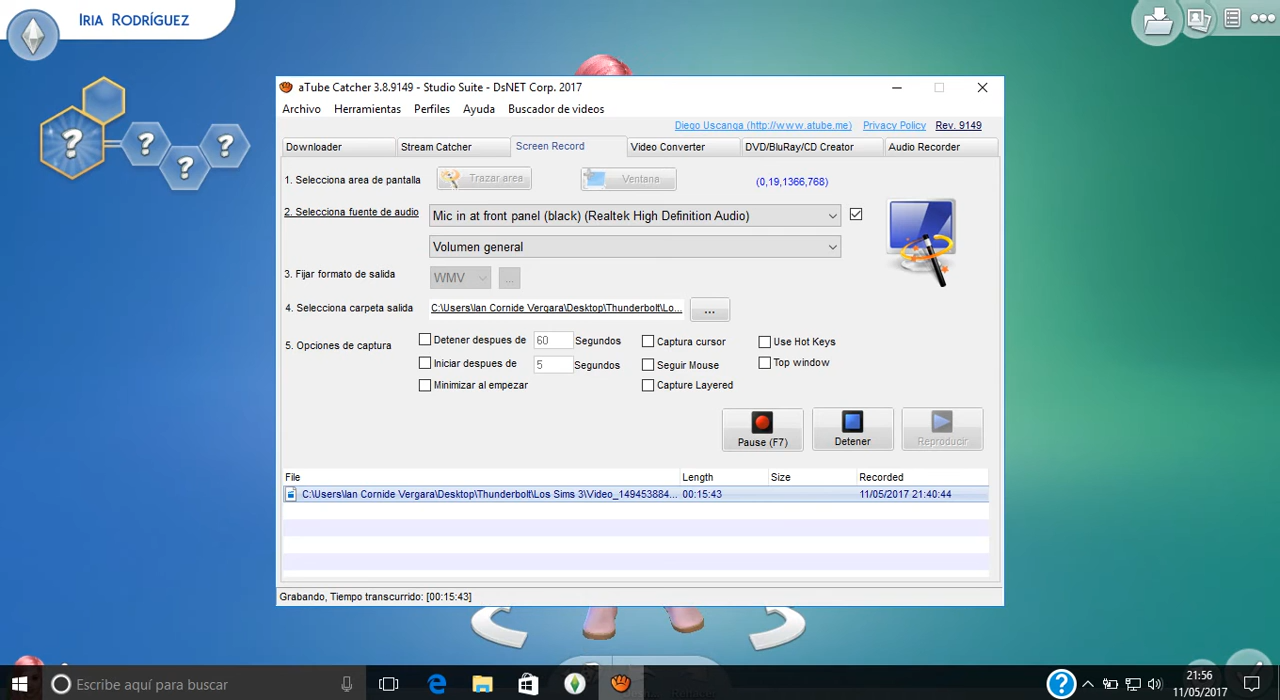 Iria Rodríguez
aTube Catcher 3.8.9149 - Studio Suite - DsNET Corp. 2017
Archivo Herramientas Perfiles Ayuda Buscador de videos
Diego Uscanga (http://www.atube.me) Privacy Policy Rev. 9149
Downloader Stream Catcher Screen Record Video Converter DVD/BluRay/CD Creator Audio Recorder
1. Selecciona area de pantalla Trazar area Ventana (0,19,1366,768)
2. Selecciona fuente de audio Mic in at front panel (black) (Realtek High Definition Audio)
Volumen general
3. Fijar formato de salida WMV ...
4. Selecciona carpeta salida C:\Users\Ian Cornide Vergara\Desktop\Thunderbolt\Lo... ...
5. Opciones de captura
Detener despues de 60 Segundos Captura cursor Use Hot Keys
Iniciar despues de 5 Segundos Seguir Mouse Top window
Minimizar al empezar Capture Layered
Pause (F7) Detener Reproducir
File Length Size Recorded
C:\Users\Ian Cornide Vergara\Desktop\Thunderbolt\Los Sims 3\Video_149453884... 00:15:43 11/05/2017 21:40:44
Grabando, Tiempo transcurrido: [00:15:43]
Escribe aquí para buscar
21:56
11/05/2017